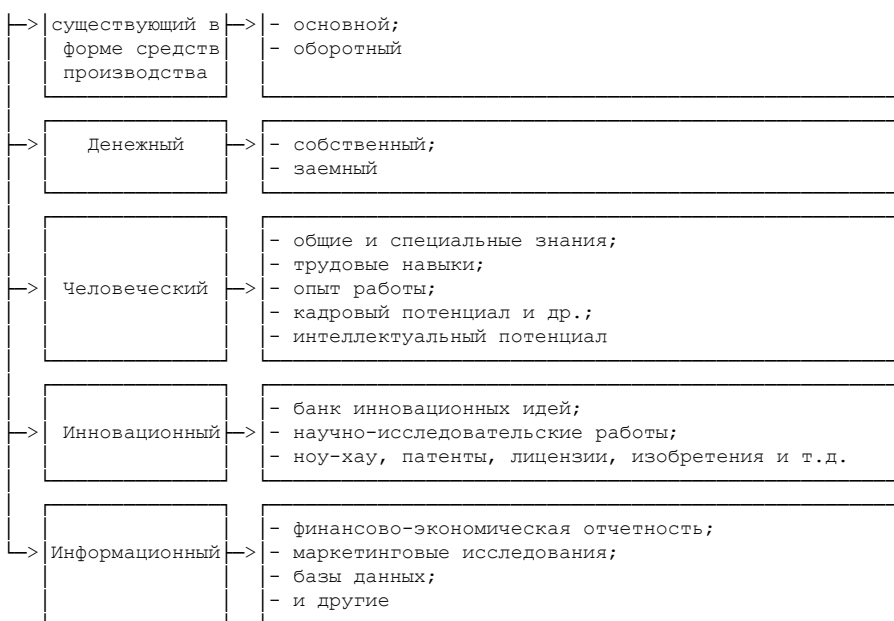 существующий в
форме средств
производства
- основной;
- оборотный
Денежный
- собственный;
- заемный
Человеческий
- общие и специальные знания;
- трудовые навыки;
- опыт работы;
- кадровый потенциал и др.;
- интеллектуальный потенциал
Инновационный
- банк инновационных идей;
- научно-исследовательские работы;
- ноу-хау, патенты, лицензии, изобретения и т.д.
Информационный
- финансово-экономическая отчетность;
- маркетинговые исследования;
- базы данных;
- и другие